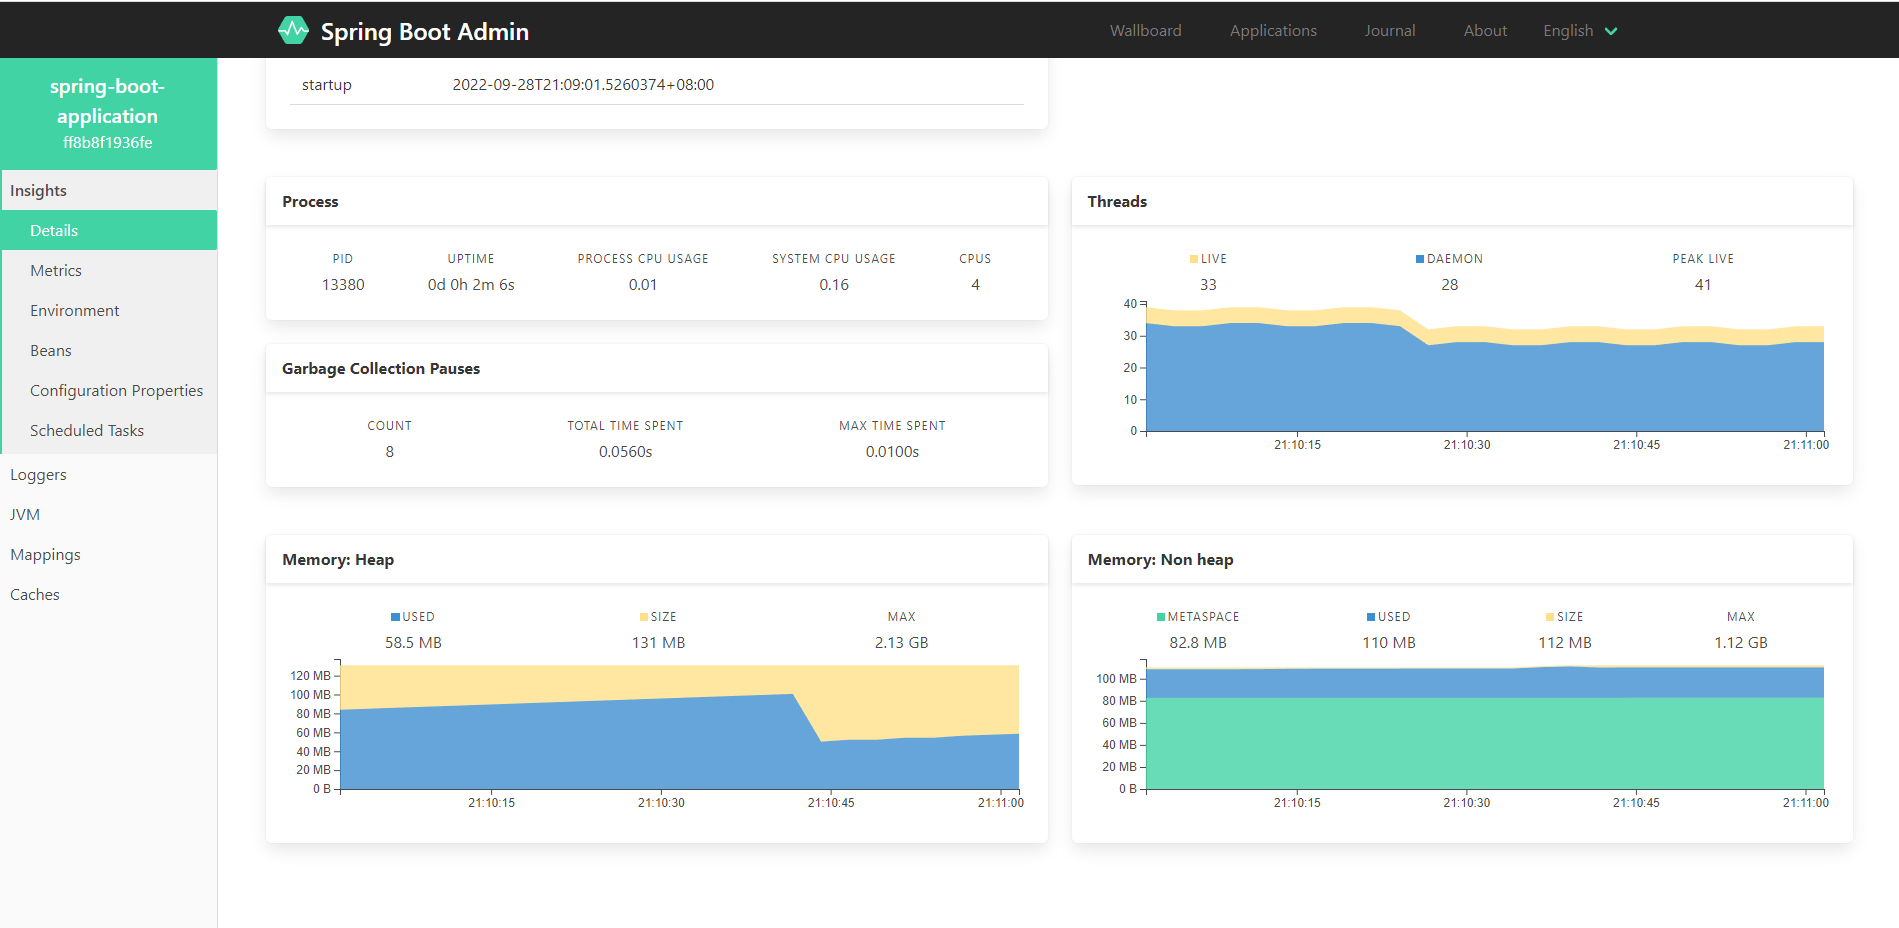 Spring Boot Admin
Wallboard Applications Journal About English
spring-boot-
application
ff8b8f1936fe
Insights
Details
Metrics
Environment
Beans
Configuration Properties
Scheduled Tasks
Loggers
JVM
Mappings
Caches
startup 2022-09-28T21:09:01.5260374+08:00
Process
PID UPTIME PROCESS CPU USAGE SYSTEM CPU USAGE CPUS
13380 0d 0h 2m 6s 0.01 0.16 4
Garbage Collection Pauses
COUNT TOTAL TIME SPENT MAX TIME SPENT
8 0.0560s 0.0100s
Threads
LIVE DAEMON PEAK LIVE
33 28 41
40
30
20
10
0
21:10:15 21:10:30 21:10:45 21:11:00
Memory: Heap
USED SIZE MAX
58.5 MB 131 MB 2.13 GB
120 MB
100 MB
80 MB
60 MB
40 MB
20 MB
0 B
21:10:15 21:10:30 21:10:45 21:11:00
Memory: Non heap
METASPACE USED SIZE MAX
82.8 MB 110 MB 112 MB 1.12 GB
100 MB
80 MB
60 MB
40 MB
20 MB
0 B
21:10:15 21:10:30 21:10:45 21:11:00